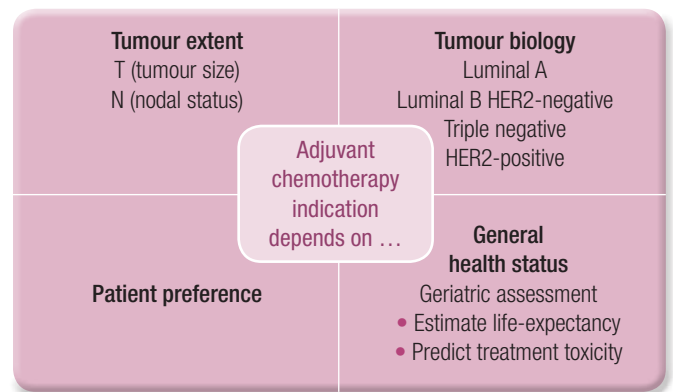 Tumour extent
T (tumour size)
N (nodal status)
Tumour biology
Luminal A
Luminal B HER2-negative
Triple negative
HER2-positive
Adjuvant
chemotherapy
indication
depends on …
Patient preference
General
health status
Geriatric assessment
• Estimate life-expectancy
• Predict treatment toxicity